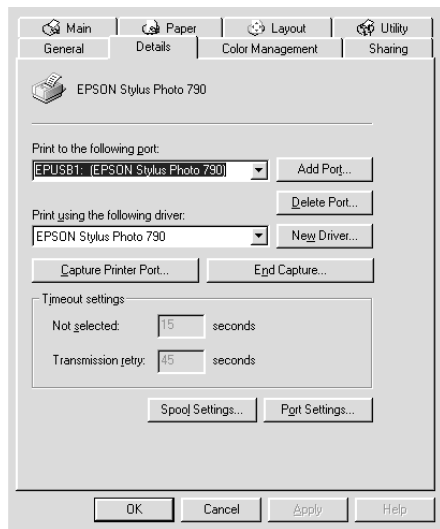 Main Paper Layout Utility
General Details Color Management Sharing
EPSON Stylus Photo 790
Print to the following port:
EPUSB1: (EPSON Stylus Photo 790) Add Port...
Delete Port...
Print using the following driver:
EPSON Stylus Photo 790 New Driver...
Capture Printer Port... End Capture...
Timeout settings
Not selected: 15 seconds
Transmission retry: 45 seconds
Spool Settings... Port Settings...
OK Cancel Apply Help